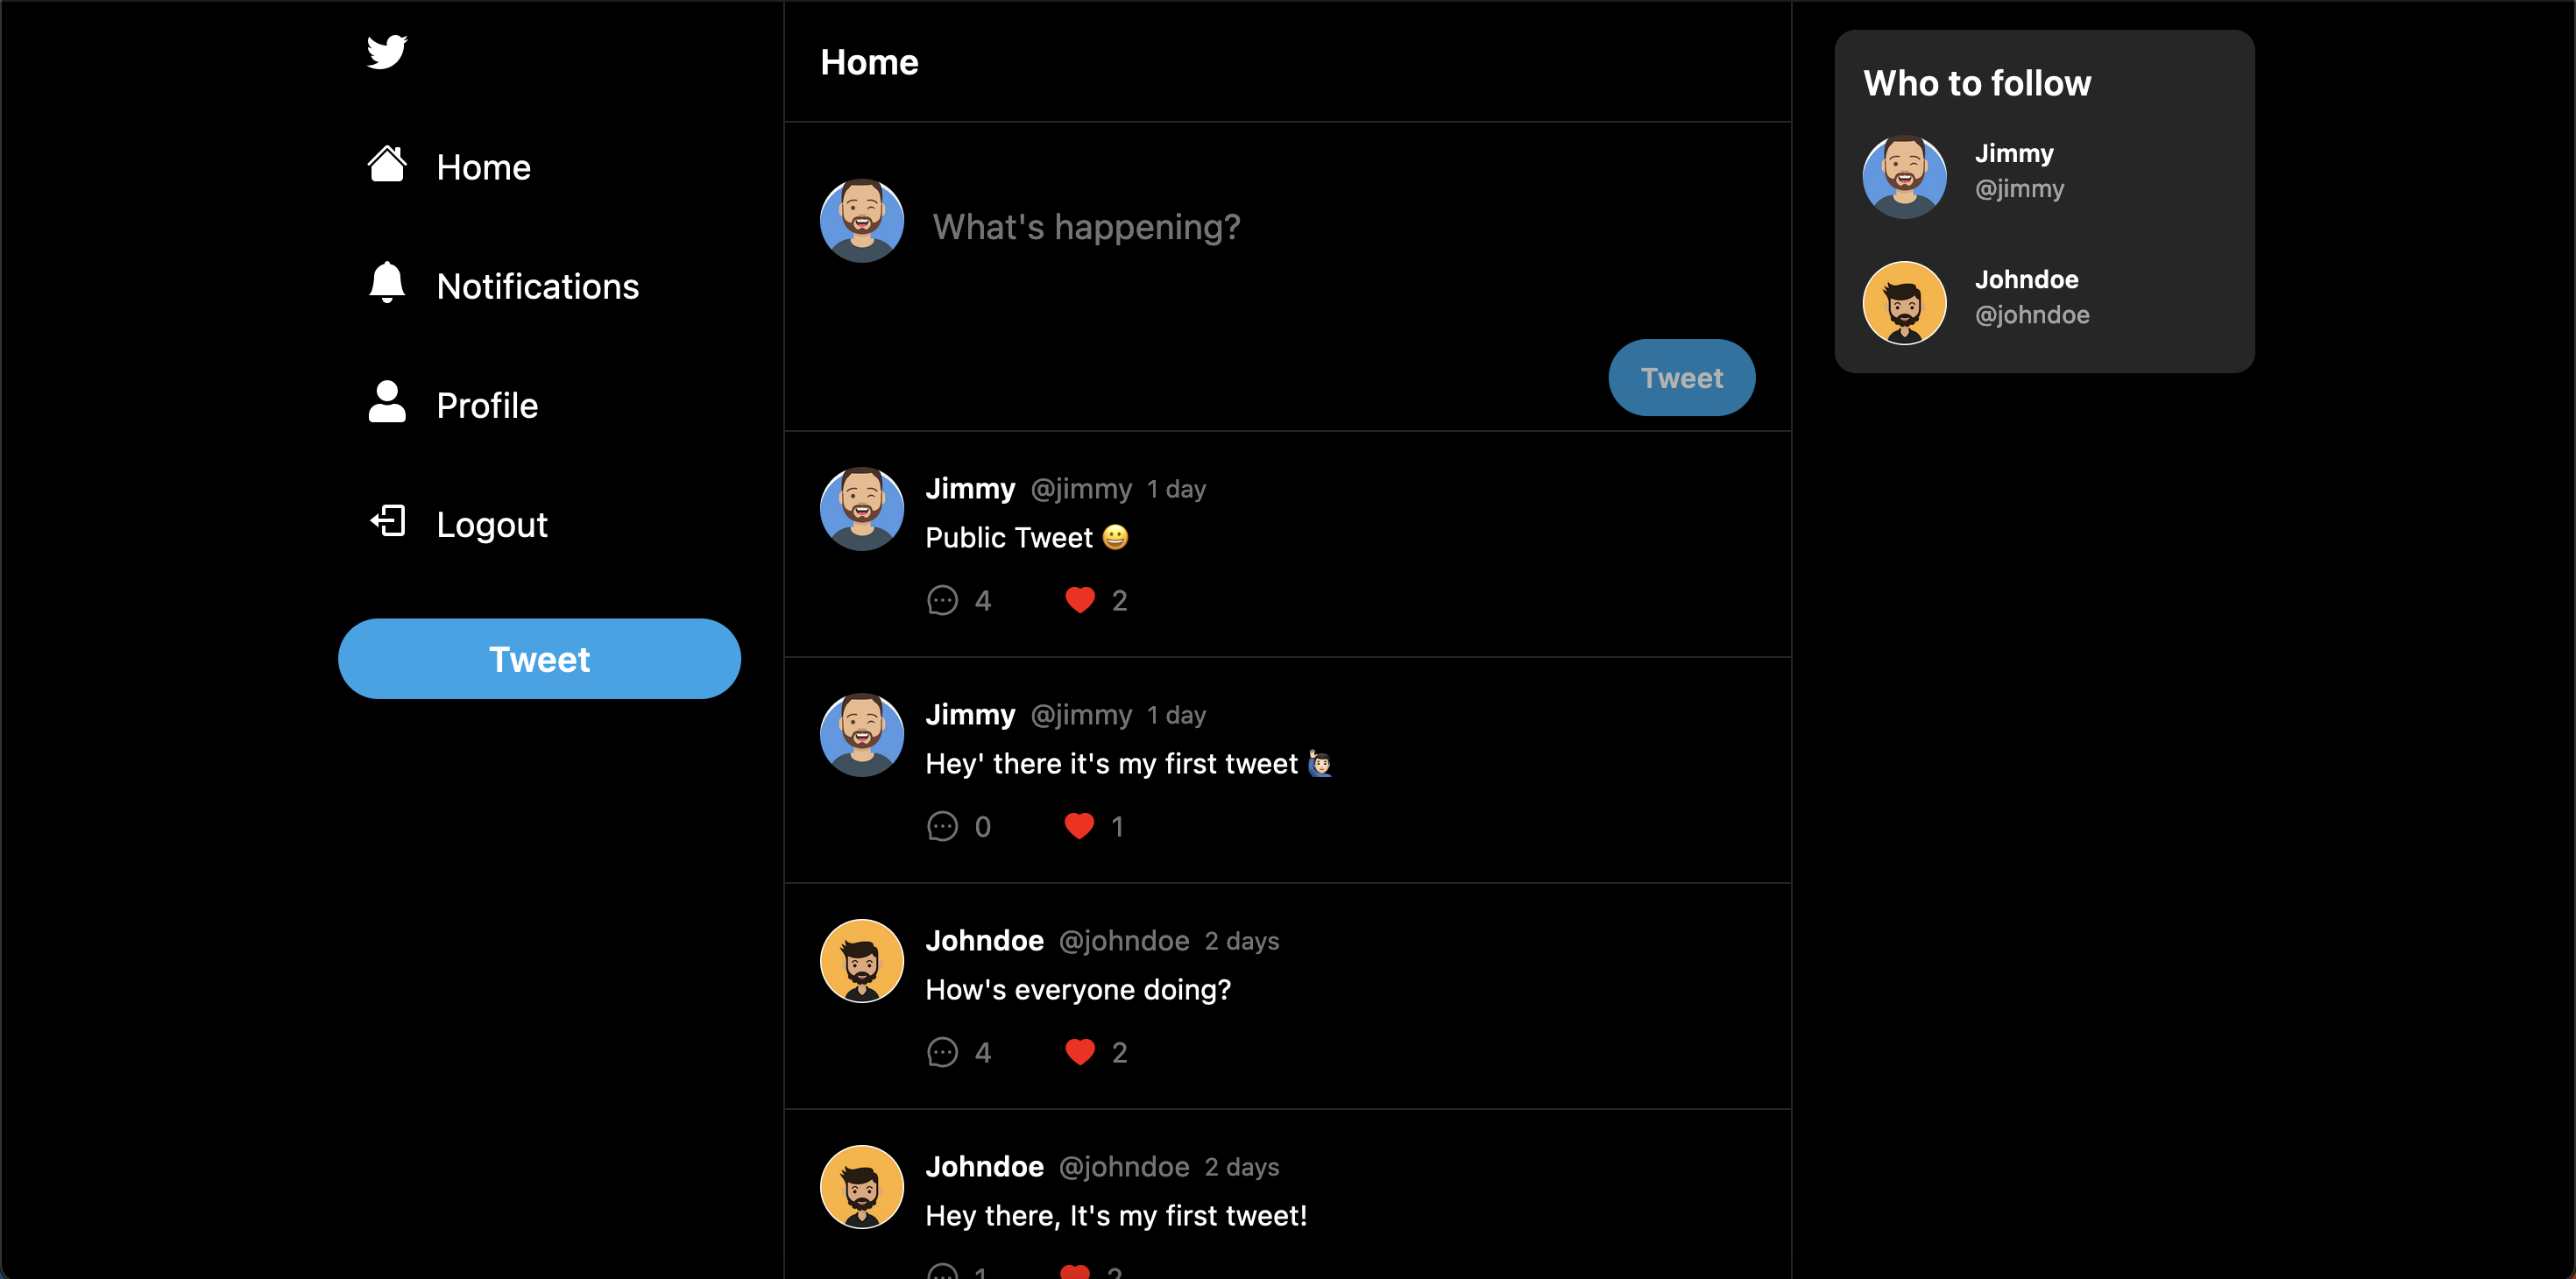 Home
Notifications
Profile
Logout
Tweet
Home
What's happening?
Tweet
Jimmy @jimmy 1 day
Public Tweet 😀
4 2
Jimmy @jimmy 1 day
Hey' there it's my first tweet 🙋🏻‍♂️
0 1
Johndoe @johndoe 2 days
How's everyone doing?
4 2
Johndoe @johndoe 2 days
Hey there, It's my first tweet!
1 2
Who to follow
Jimmy
@jimmy
Johndoe
@johndoe